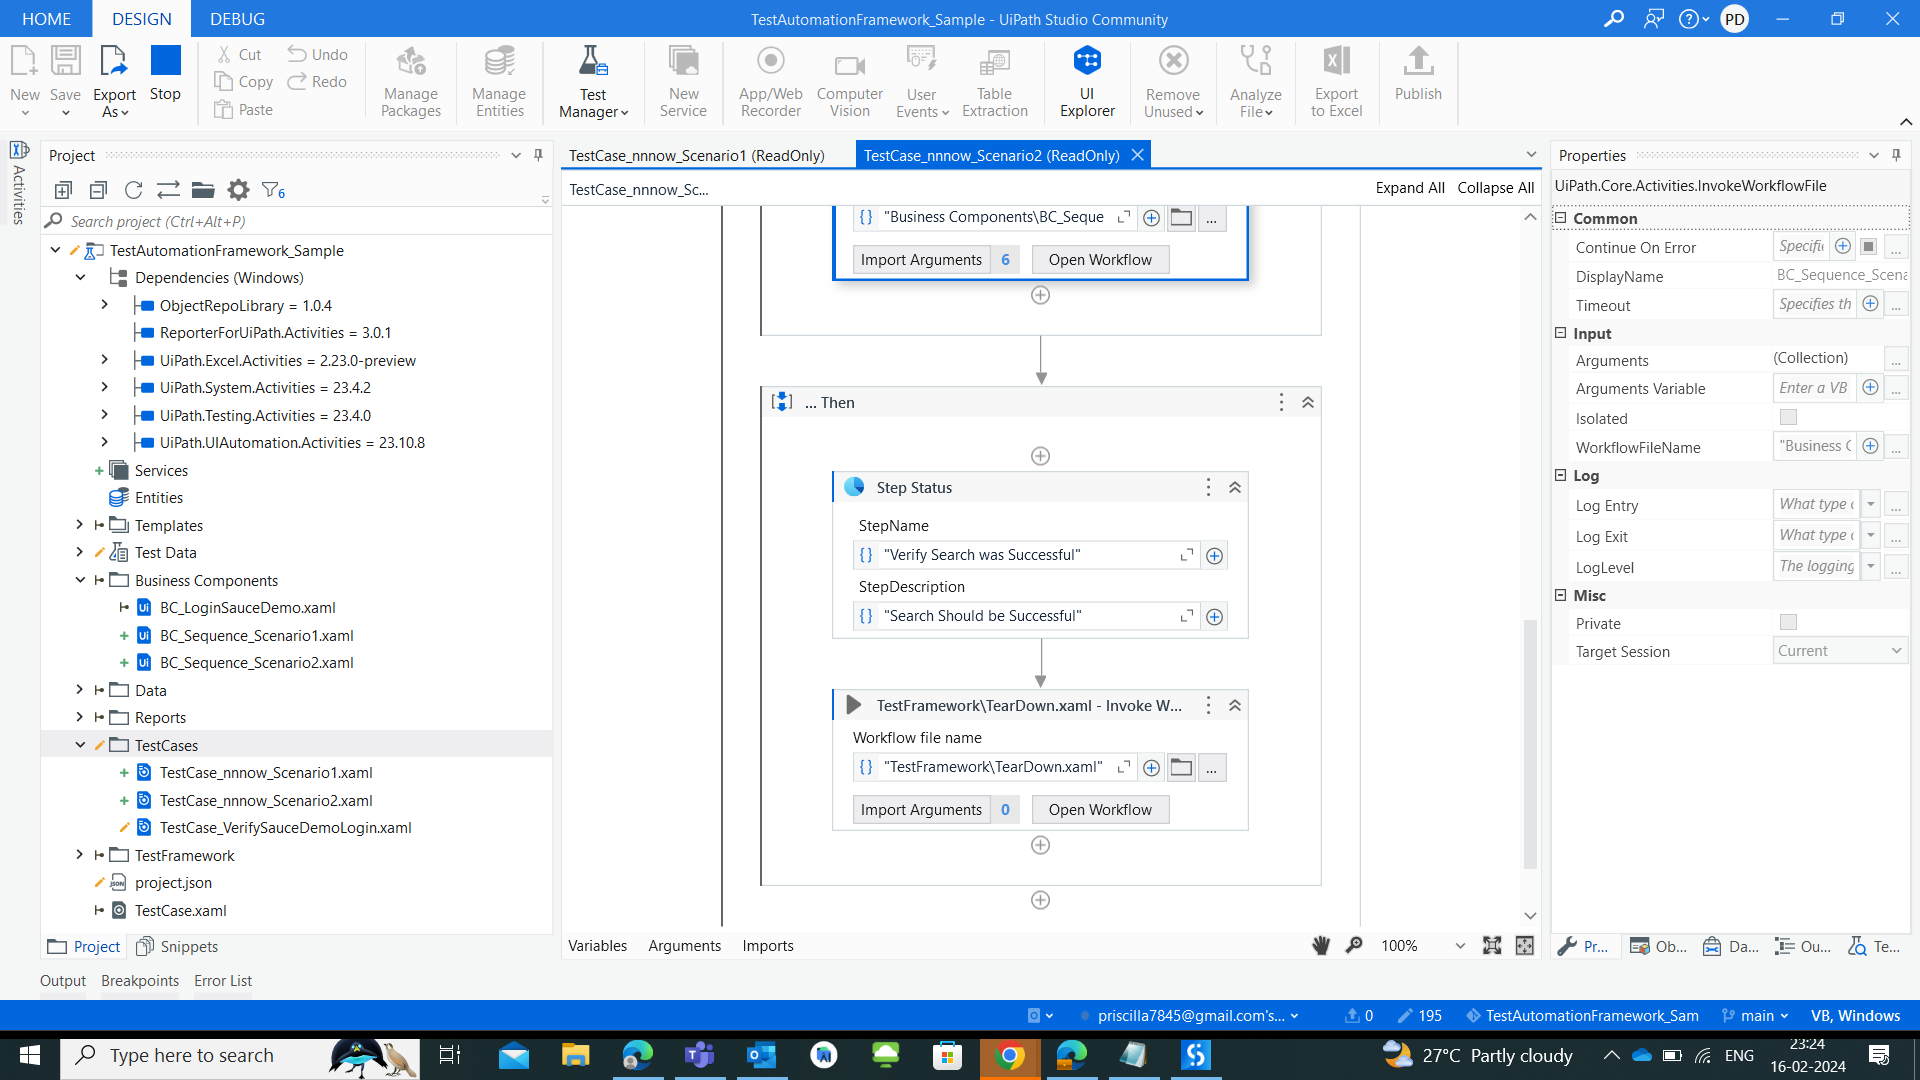 HOME DESIGN DEBUG
TestAutomationFramework_Sample - UiPath Studio Community
PD
New
Save
Export As
Stop
Cut
Copy
Paste
Undo
Redo
Manage Packages
Manage Entities
Test Manager
New Service
App/Web Recorder
Computer Vision
User Events
Table Extraction
UI Explorer
Remove Unused
Analyze File
Export to Excel
Publish
Activities
Project
6
Search project (Ctrl+Alt+P)
TestAutomationFramework_Sample
Dependencies (Windows)
ObjectRepoLibrary = 1.0.4
ReporterForUiPath.Activities = 3.0.1
UiPath.Excel.Activities = 2.23.0-preview
UiPath.System.Activities = 23.4.2
UiPath.Testing.Activities = 23.4.0
UiPath.UIAutomation.Activities = 23.10.8
Services
Entities
Templates
Test Data
Business Components
BC_LoginSauceDemo.xaml
BC_Sequence_Scenario1.xaml
BC_Sequence_Scenario2.xaml
Data
Reports
TestCases
TestCase_nnnow_Scenario1.xaml
TestCase_nnnow_Scenario2.xaml
TestCase_VerifySauceDemoLogin.xaml
TestFramework
project.json
TestCase.xaml
Project Snippets
Output Breakpoints Error List
TestCase_nnnow_Scenario1 (ReadOnly)
TestCase_nnnow_Scenario2 (ReadOnly)
TestCase_nnnow_Sc...
Expand All Collapse All
"Business Components\BC_Seque
...
Import Arguments 6 Open Workflow
... Then
Step Status
StepName
"Verify Search was Successful"
StepDescription
"Search Should be Successful"
TestFramework\TearDown.xaml - Invoke W...
Workflow file name
"TestFramework\TearDown.xaml"
...
Import Arguments 0 Open Workflow
Variables Arguments Imports
100%
Properties
UiPath.Core.Activities.InvokeWorkflowFile
Common
Continue On Error Specifi ...
DisplayName BC_Sequence_Scena
Timeout Specifies th ...
Input
Arguments (Collection) ...
Arguments Variable Enter a VB ...
Isolated
WorkflowFileName "Business C ...
Log
Log Entry What type o ...
Log Exit What type o ...
LogLevel The logging ...
Misc
Private
Target Session Current
Pr... Ob... Da... Ou... Te...
priscilla7845@gmail.com's... 0 195 TestAutomationFramework_Sam main VB, Windows
Type here to search
27°C Partly cloudy
ENG
23:24
16-02-2024